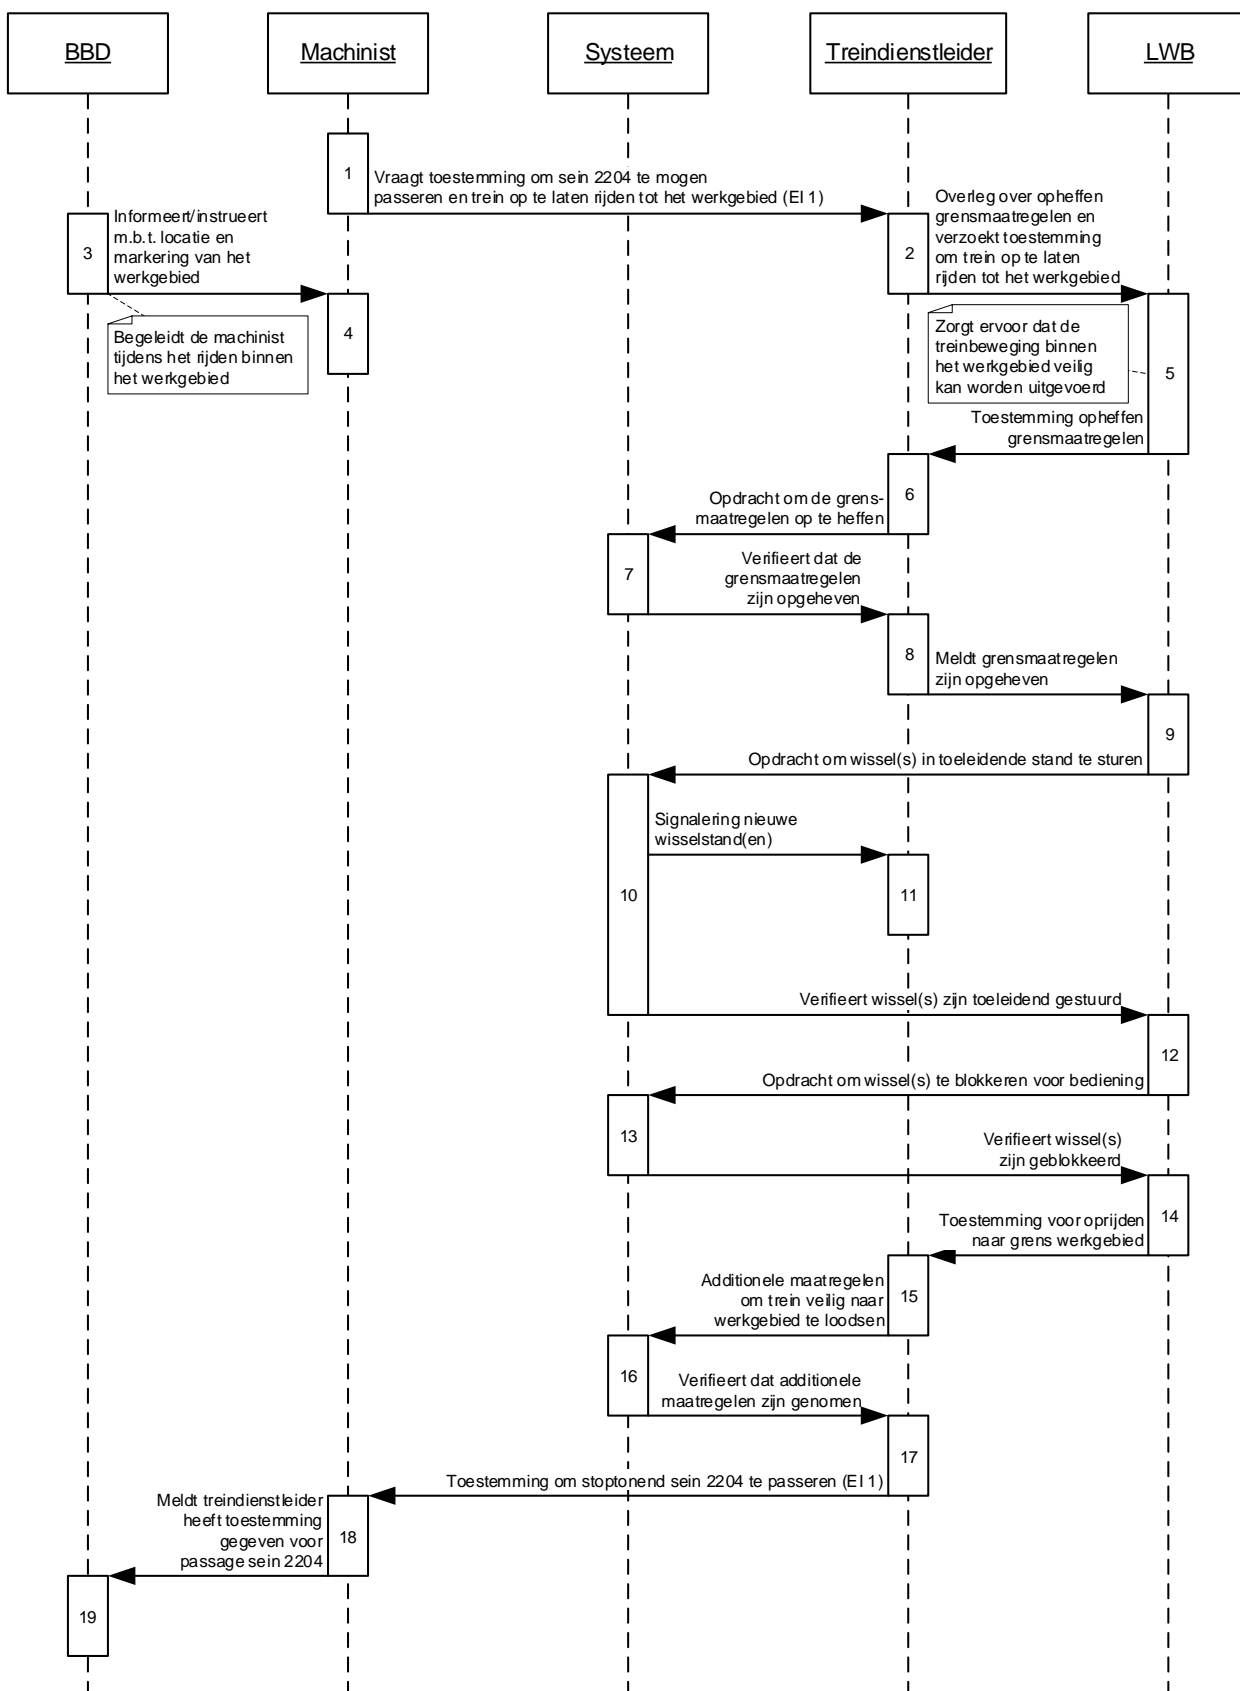 BBD
Machinist
Systeem
Treindienstleider
LWB
1
Vraagt toestemming om sein 2204 te mogen
passeren en trein op te laten rijden tot het werkgebied (EI 1)
2
Overleg over opheffen
grensmaatregelen en
verzoekt toestemming
om trein op te laten
rijden tot het werkgebied
3
Informeert/instrueert
m.b.t. locatie en
markering van het
werkgebied
4
Begeleidt de machinist
tijdens het rijden binnen
het werkgebied
Zorgt ervoor dat de
treinbeweging binnen
het werkgebied veilig
kan worden uitgevoerd
5
Toestemming opheffen
grensmaatregelen
6
Opdracht om de grens-
maatregelen op te heffen
7
Verifieert dat de
grensmaatregelen
zijn opgeheven
8
Meldt grensmaatregelen
zijn opgeheven
9
Opdracht om wissel(s) in toeleidende stand te sturen
10
Signalering nieuwe
wisselstand(en)
11
Verifieert wissel(s) zijn toeleidend gestuurd
12
Opdracht om wissel(s) te blokkeren voor bediening
13
Verifieert wissel(s)
zijn geblokkeerd
14
Toestemming voor oprijden
naar grens werkgebied
15
Additionele maatregelen
om trein veilig naar
werkgebied te loodsen
16
Verifieert dat additionele
maatregelen zijn genomen
17
Toestemming om stoptonend sein 2204 te passeren (EI 1)
18
Meldt treindienstleider
heeft toestemming
gegeven voor
passage sein 2204
19